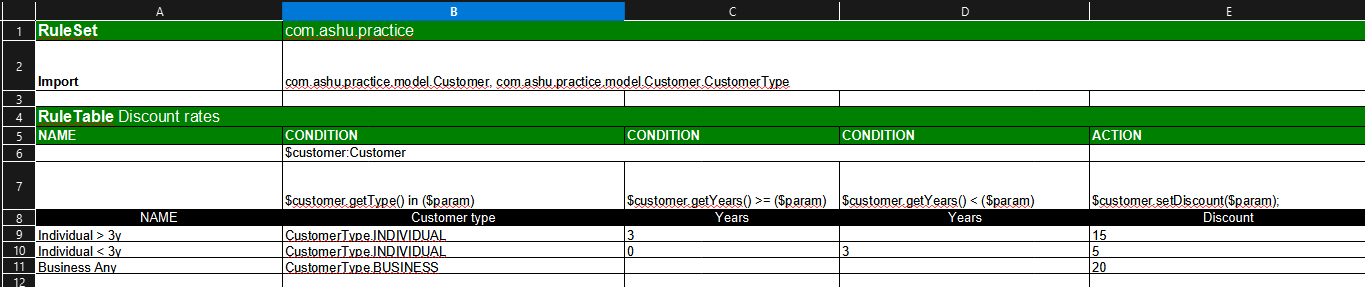 A B C D E
1 RuleSet com.ashu.practice
2 Import com.ashu.practice.model.Customer, com.ashu.practice.model.Customer.CustomerType
3
4 RuleTable Discount rates
5 NAME CONDITION CONDITION CONDITION ACTION
6 $customer:Customer
7 $customer.getType() in ($param) $customer.getYears() >= ($param) $customer.getYears() < ($param) $customer.setDiscount($param);
8 NAME Customer type Years Years Discount
9 Individual > 3y CustomerType.INDIVIDUAL 3 15
10 Individual < 3y CustomerType.INDIVIDUAL 0 3 5
11 Business Any CustomerType.BUSINESS 20
12